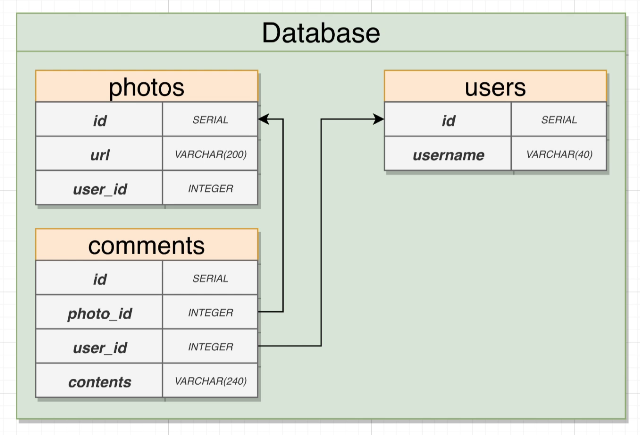 Database
photos
id SERIAL
url VARCHAR(200)
user_id INTEGER
users
id SERIAL
username VARCHAR(40)
comments
id SERIAL
photo_id INTEGER
user_id INTEGER
contents VARCHAR(240)